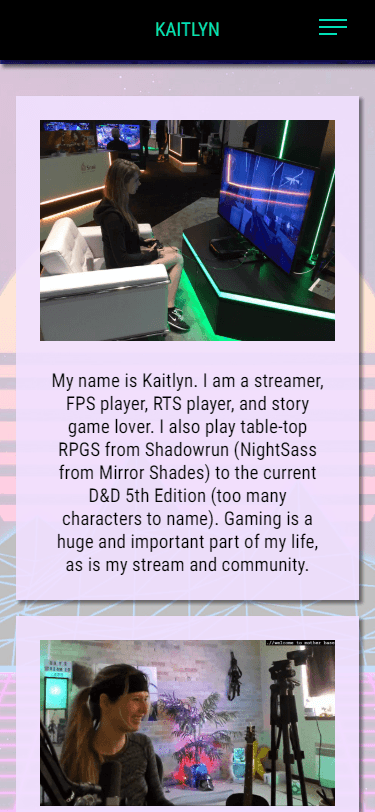 KAITLYN
My name is Kaitlyn. I am a streamer,
FPS player, RTS player, and story
game lover. I also play table-top
RPGS from Shadowrun (NightSass
from Mirror Shades) to the current
D&D 5th Edition (too many
characters to name). Gaming is a
huge and important part of my life,
as is my stream and community.
://welcome to mother base